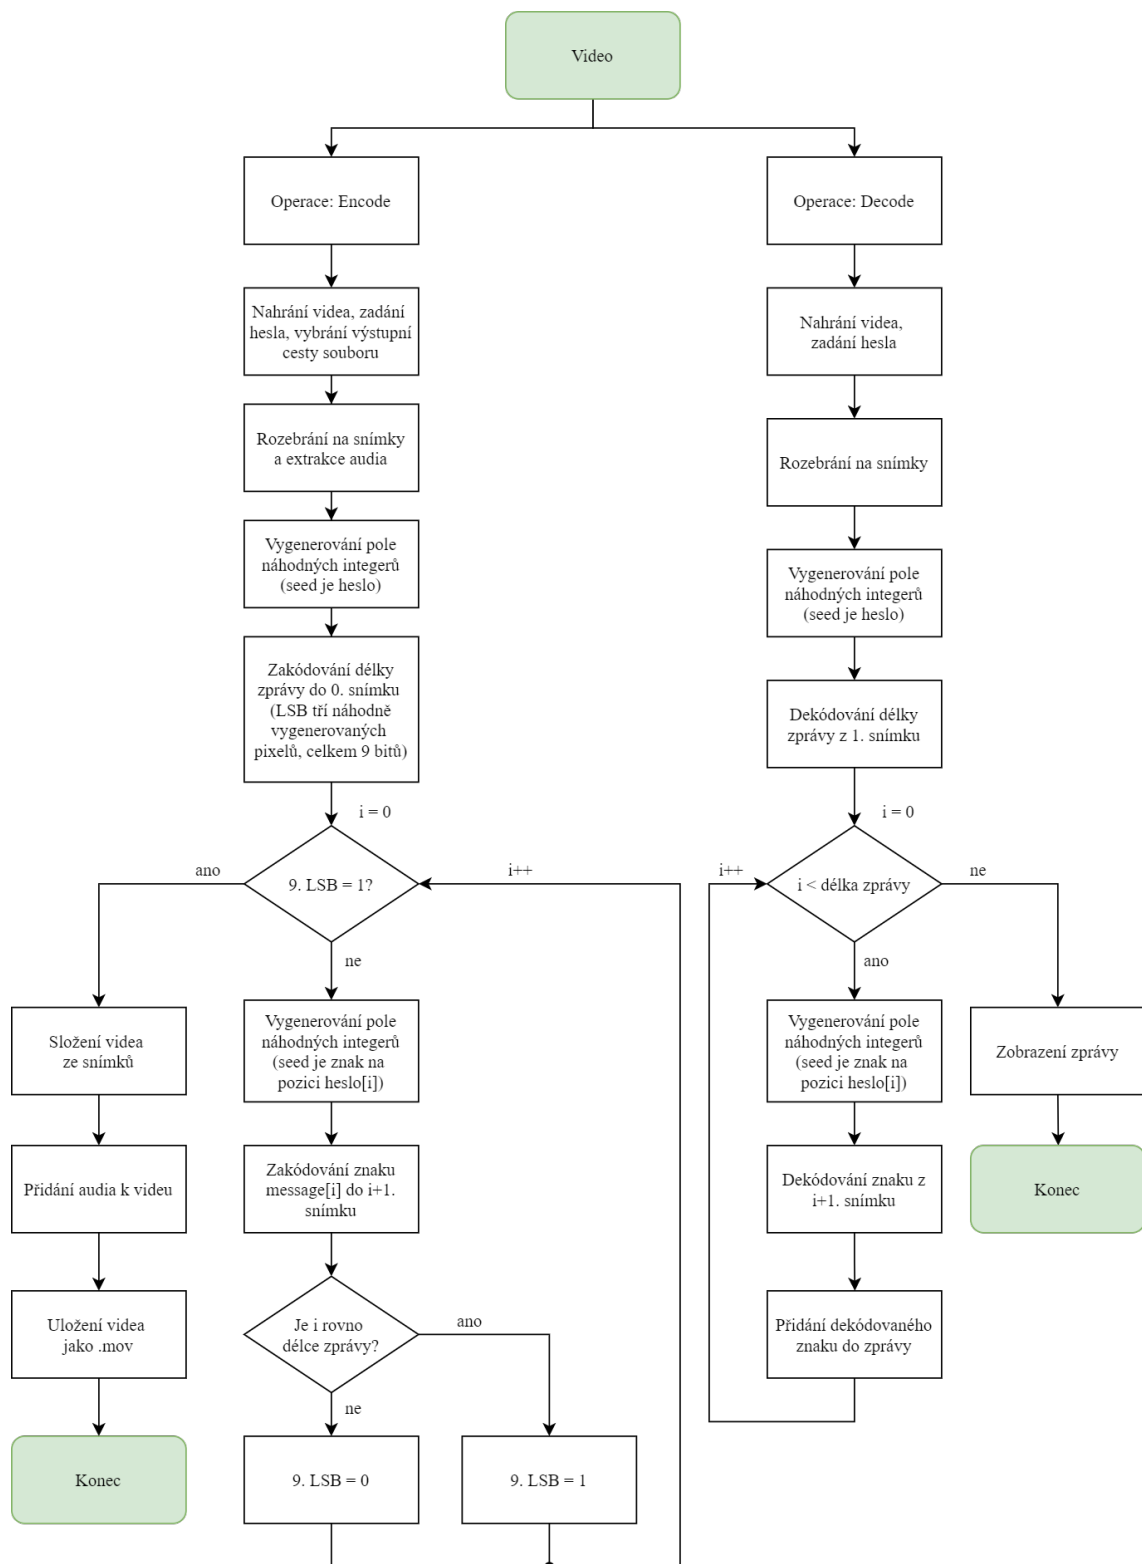 Video
Operace: Encode
Nahrání videa, zadání
hesla, vybrání výstupní
cesty souboru
Rozebrání na snímky
a extrakce audia
Vygenerování pole
náhodných integerů
(seed je heslo)
Zakódování délky
zprávy do 0. snímku
(LSB tří náhodně
vygenerovaných
pixelů, celkem 9 bitů)
i = 0
9. LSB = 1?
ano
i++
ne
Složení videa
ze snímků
Přidání audia k videu
Uložení videa
jako .mov
Konec
Vygenerování pole
náhodných integerů
(seed je znak na
pozici heslo[i])
Zakódování znaku
message[i] do i+1.
snímku
Je i rovno
délce zprávy?
ano
ne
9. LSB = 0
9. LSB = 1
Operace: Decode
Nahrání videa,
zadání hesla
Rozebrání na snímky
Vygenerování pole
náhodných integerů
(seed je heslo)
Dekódování délky
zprávy z 1. snímku
i = 0
i++
i < délka zprávy
ne
ano
Vygenerování pole
náhodných integerů
(seed je znak na
pozici heslo[i])
Dekódování znaku z
i+1. snímku
Přidání dekódovaného
znaku do zprávy
Zobrazení zprávy
Konec